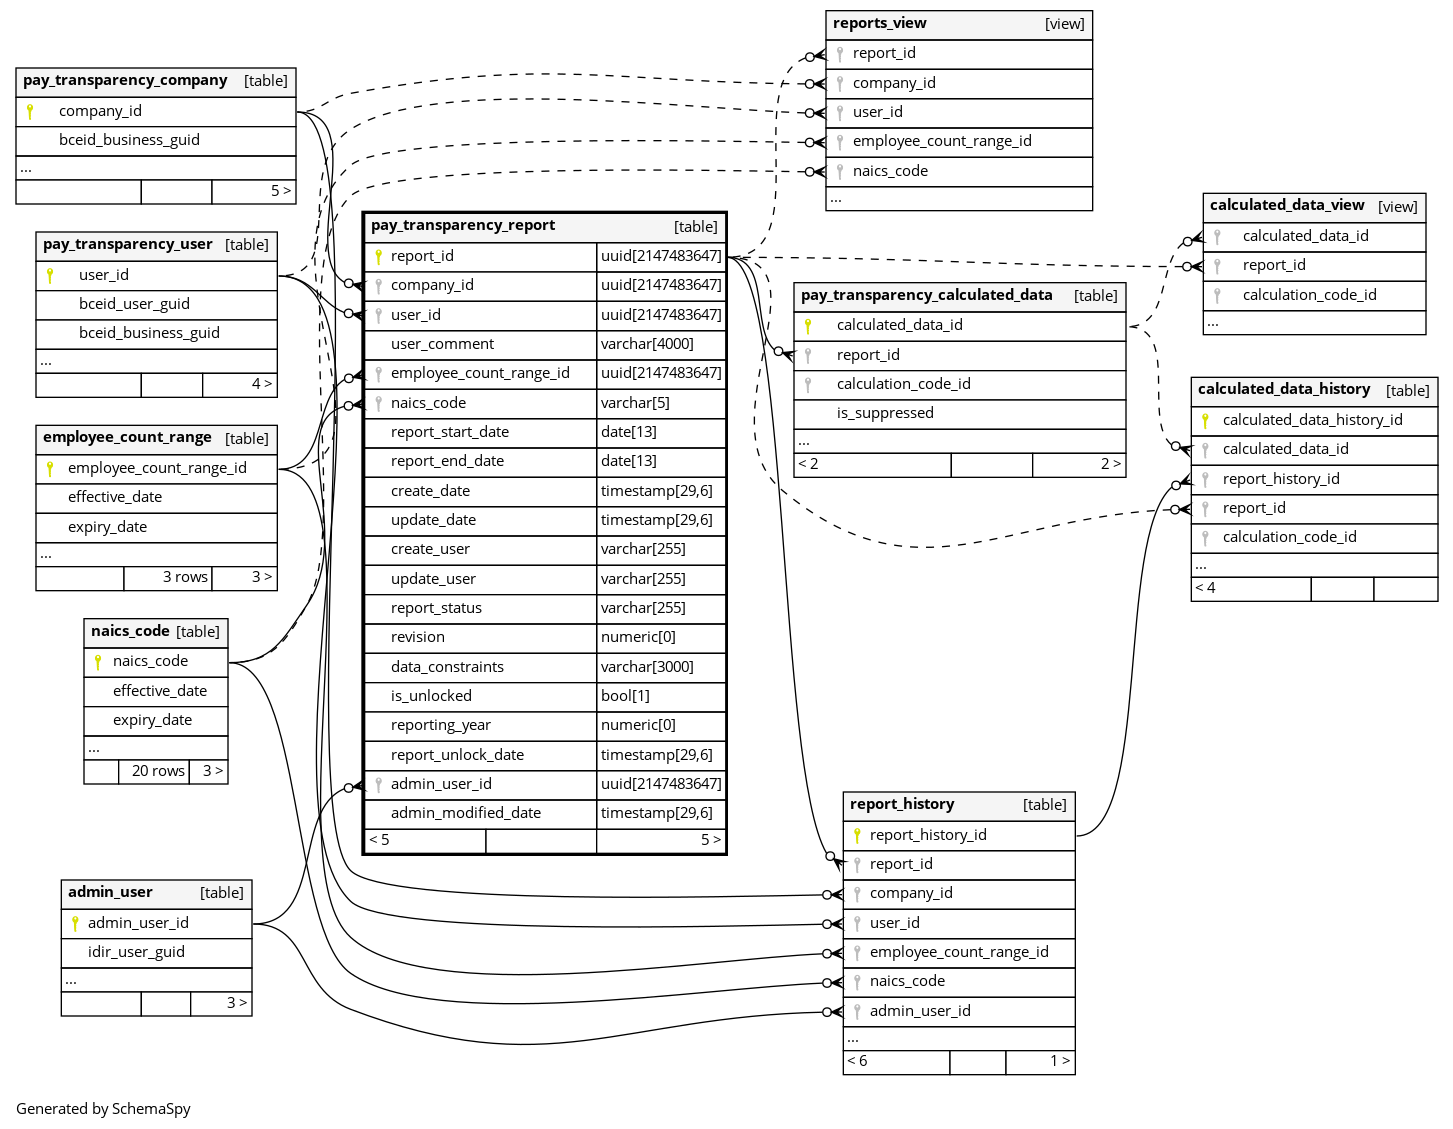 reports_view [view]
report_id
company_id
user_id
employee_count_range_id
naics_code
...
pay_transparency_company [table]
company_id
bceid_business_guid
...
5 >
pay_transparency_user [table]
user_id
bceid_user_guid
bceid_business_guid
...
4 >
employee_count_range [table]
employee_count_range_id
effective_date
expiry_date
...
3 rows 3 >
naics_code [table]
naics_code
effective_date
expiry_date
...
20 rows 3 >
admin_user [table]
admin_user_id
idir_user_guid
...
3 >
pay_transparency_report [table]
report_id uuid[2147483647]
company_id uuid[2147483647]
user_id uuid[2147483647]
user_comment varchar[4000]
employee_count_range_id uuid[2147483647]
naics_code varchar[5]
report_start_date date[13]
report_end_date date[13]
create_date timestamp[29,6]
update_date timestamp[29,6]
create_user varchar[255]
update_user varchar[255]
report_status varchar[255]
revision numeric[0]
data_constraints varchar[3000]
is_unlocked bool[1]
reporting_year numeric[0]
report_unlock_date timestamp[29,6]
admin_user_id uuid[2147483647]
admin_modified_date timestamp[29,6]
< 5 5 >
pay_transparency_calculated_data [table]
calculated_data_id
report_id
calculation_code_id
is_suppressed
...
< 2 2 >
calculated_data_view [view]
calculated_data_id
report_id
calculation_code_id
...
calculated_data_history [table]
calculated_data_history_id
calculated_data_id
report_history_id
report_id
calculation_code_id
...
< 4
report_history [table]
report_history_id
report_id
company_id
user_id
employee_count_range_id
naics_code
admin_user_id
...
< 6 1 >
Generated by SchemaSpy